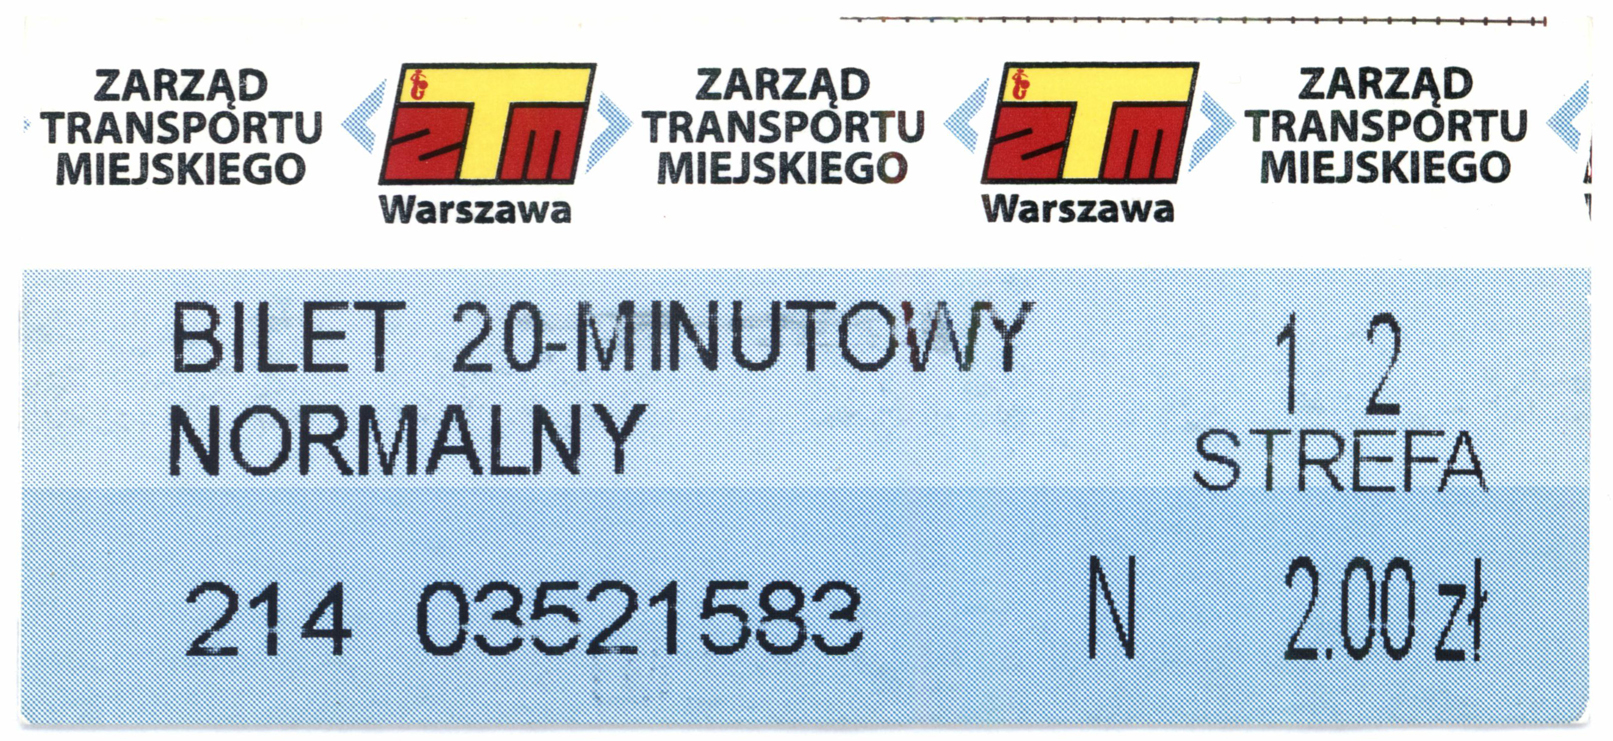 ZARZĄD
TRANSPORTU
MIEJSKIEGO
ZTM
Warszawa
ZARZĄD
TRANSPORTU
MIEJSKIEGO
ZTM
Warszawa
ZARZĄD
TRANSPORTU
MIEJSKIEGO
BILET 20-MINUTOWY
NORMALNY
1 2
STREFA
214 03521583
N
2.00 zł